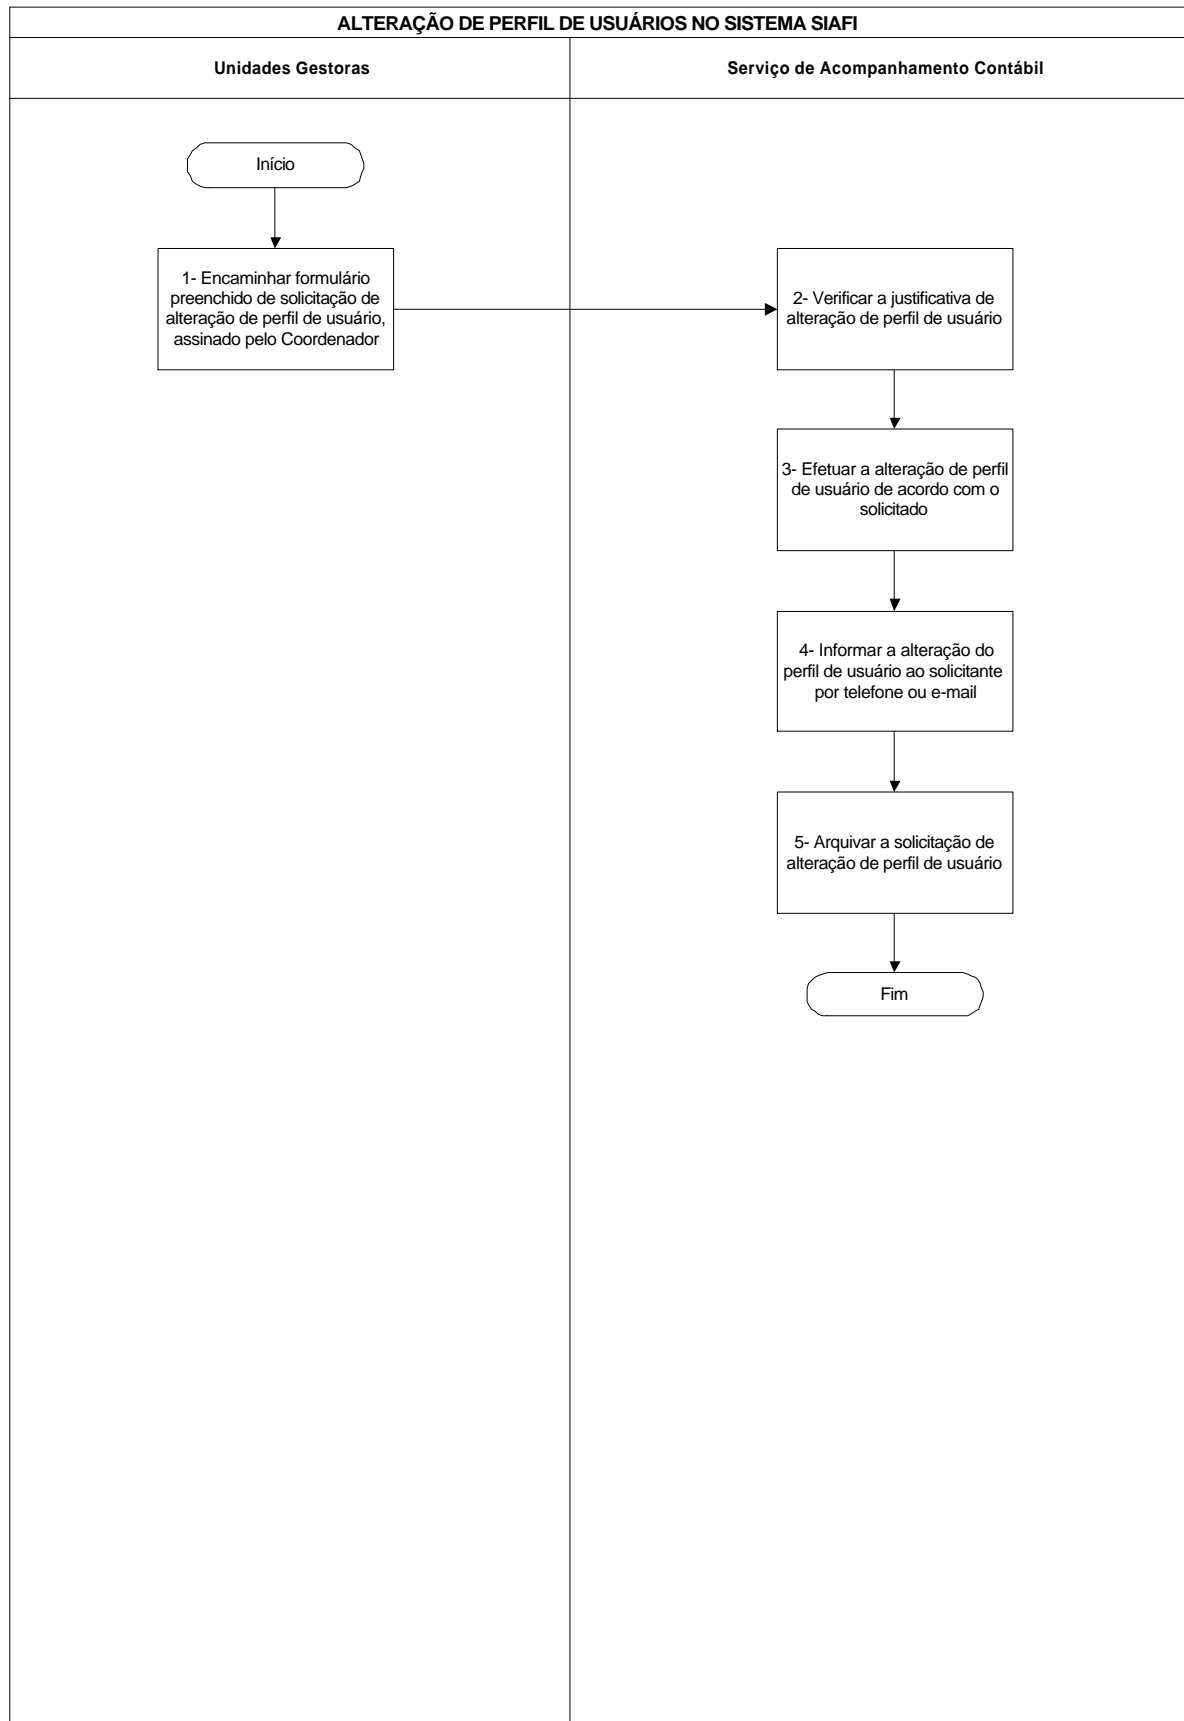 ALTERAÇÃO DE PERFIL DE USUÁRIOS NO SISTEMA SIAFI
Unidades Gestoras
Serviço de Acompanhamento Contábil
Início
1- Encaminhar formulário
preenchido de solicitação de
alteração de perfil de usuário,
assinado pelo Coordenador
2- Verificar a justificativa de
alteração de perfil de usuário
3- Efetuar a alteração de perfil
de usuário de acordo com o
solicitado
4- Informar a alteração do
perfil de usuário ao solicitante
por telefone ou e-mail
5- Arquivar a solicitação de
alteração de perfil de usuário
Fim